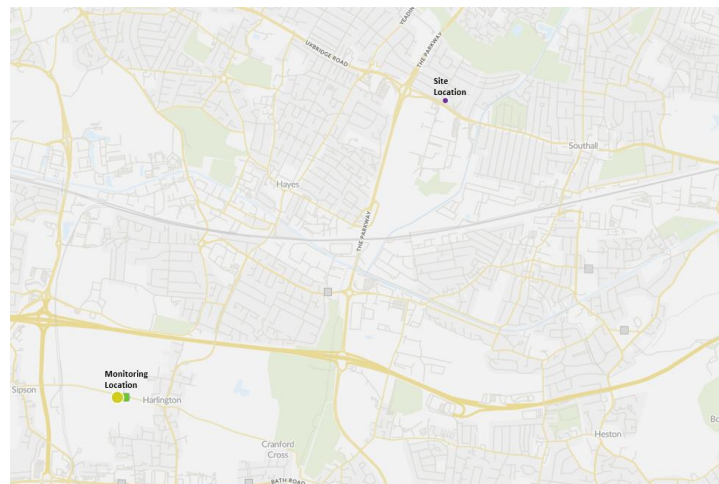 YEADING
UXBRIDGE ROAD
THE PARKWAY
Site
Location
Southall
Hayes
THE PARKWAY
Monitoring
Location
Sipson
Harlington
Cranford
Cross
Heston
BATH ROAD